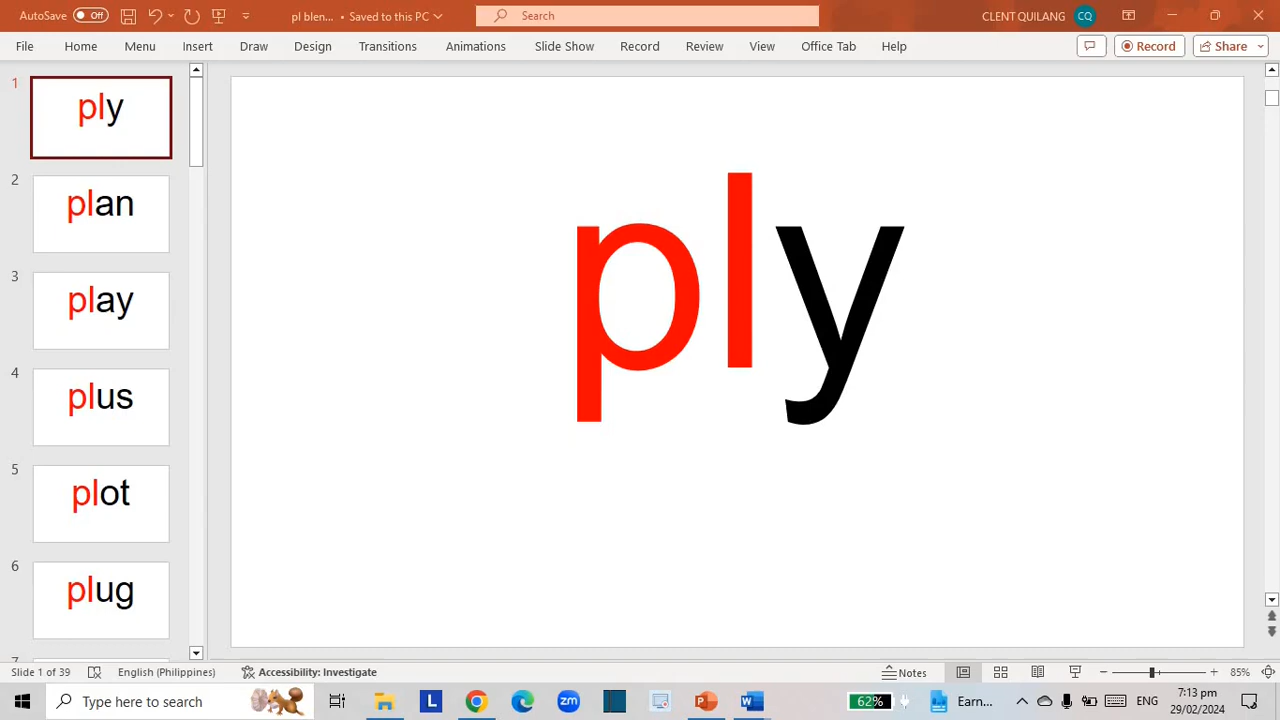 AutoSave Off pl blen... • Saved to this PC Search CLENT QUILANG CQ
File Home Menu Insert Draw Design Transitions Animations Slide Show Record Review View Office Tab Help Record Share
1
ply
2
plan
3
play
4
plus
5
plot
6
plug
7
ply
Slide 1 of 39 English (Philippines) Accessibility: Investigate Notes 85%
Type here to search L zm 62% Earn... ENG 7:13 pm
29/02/2024